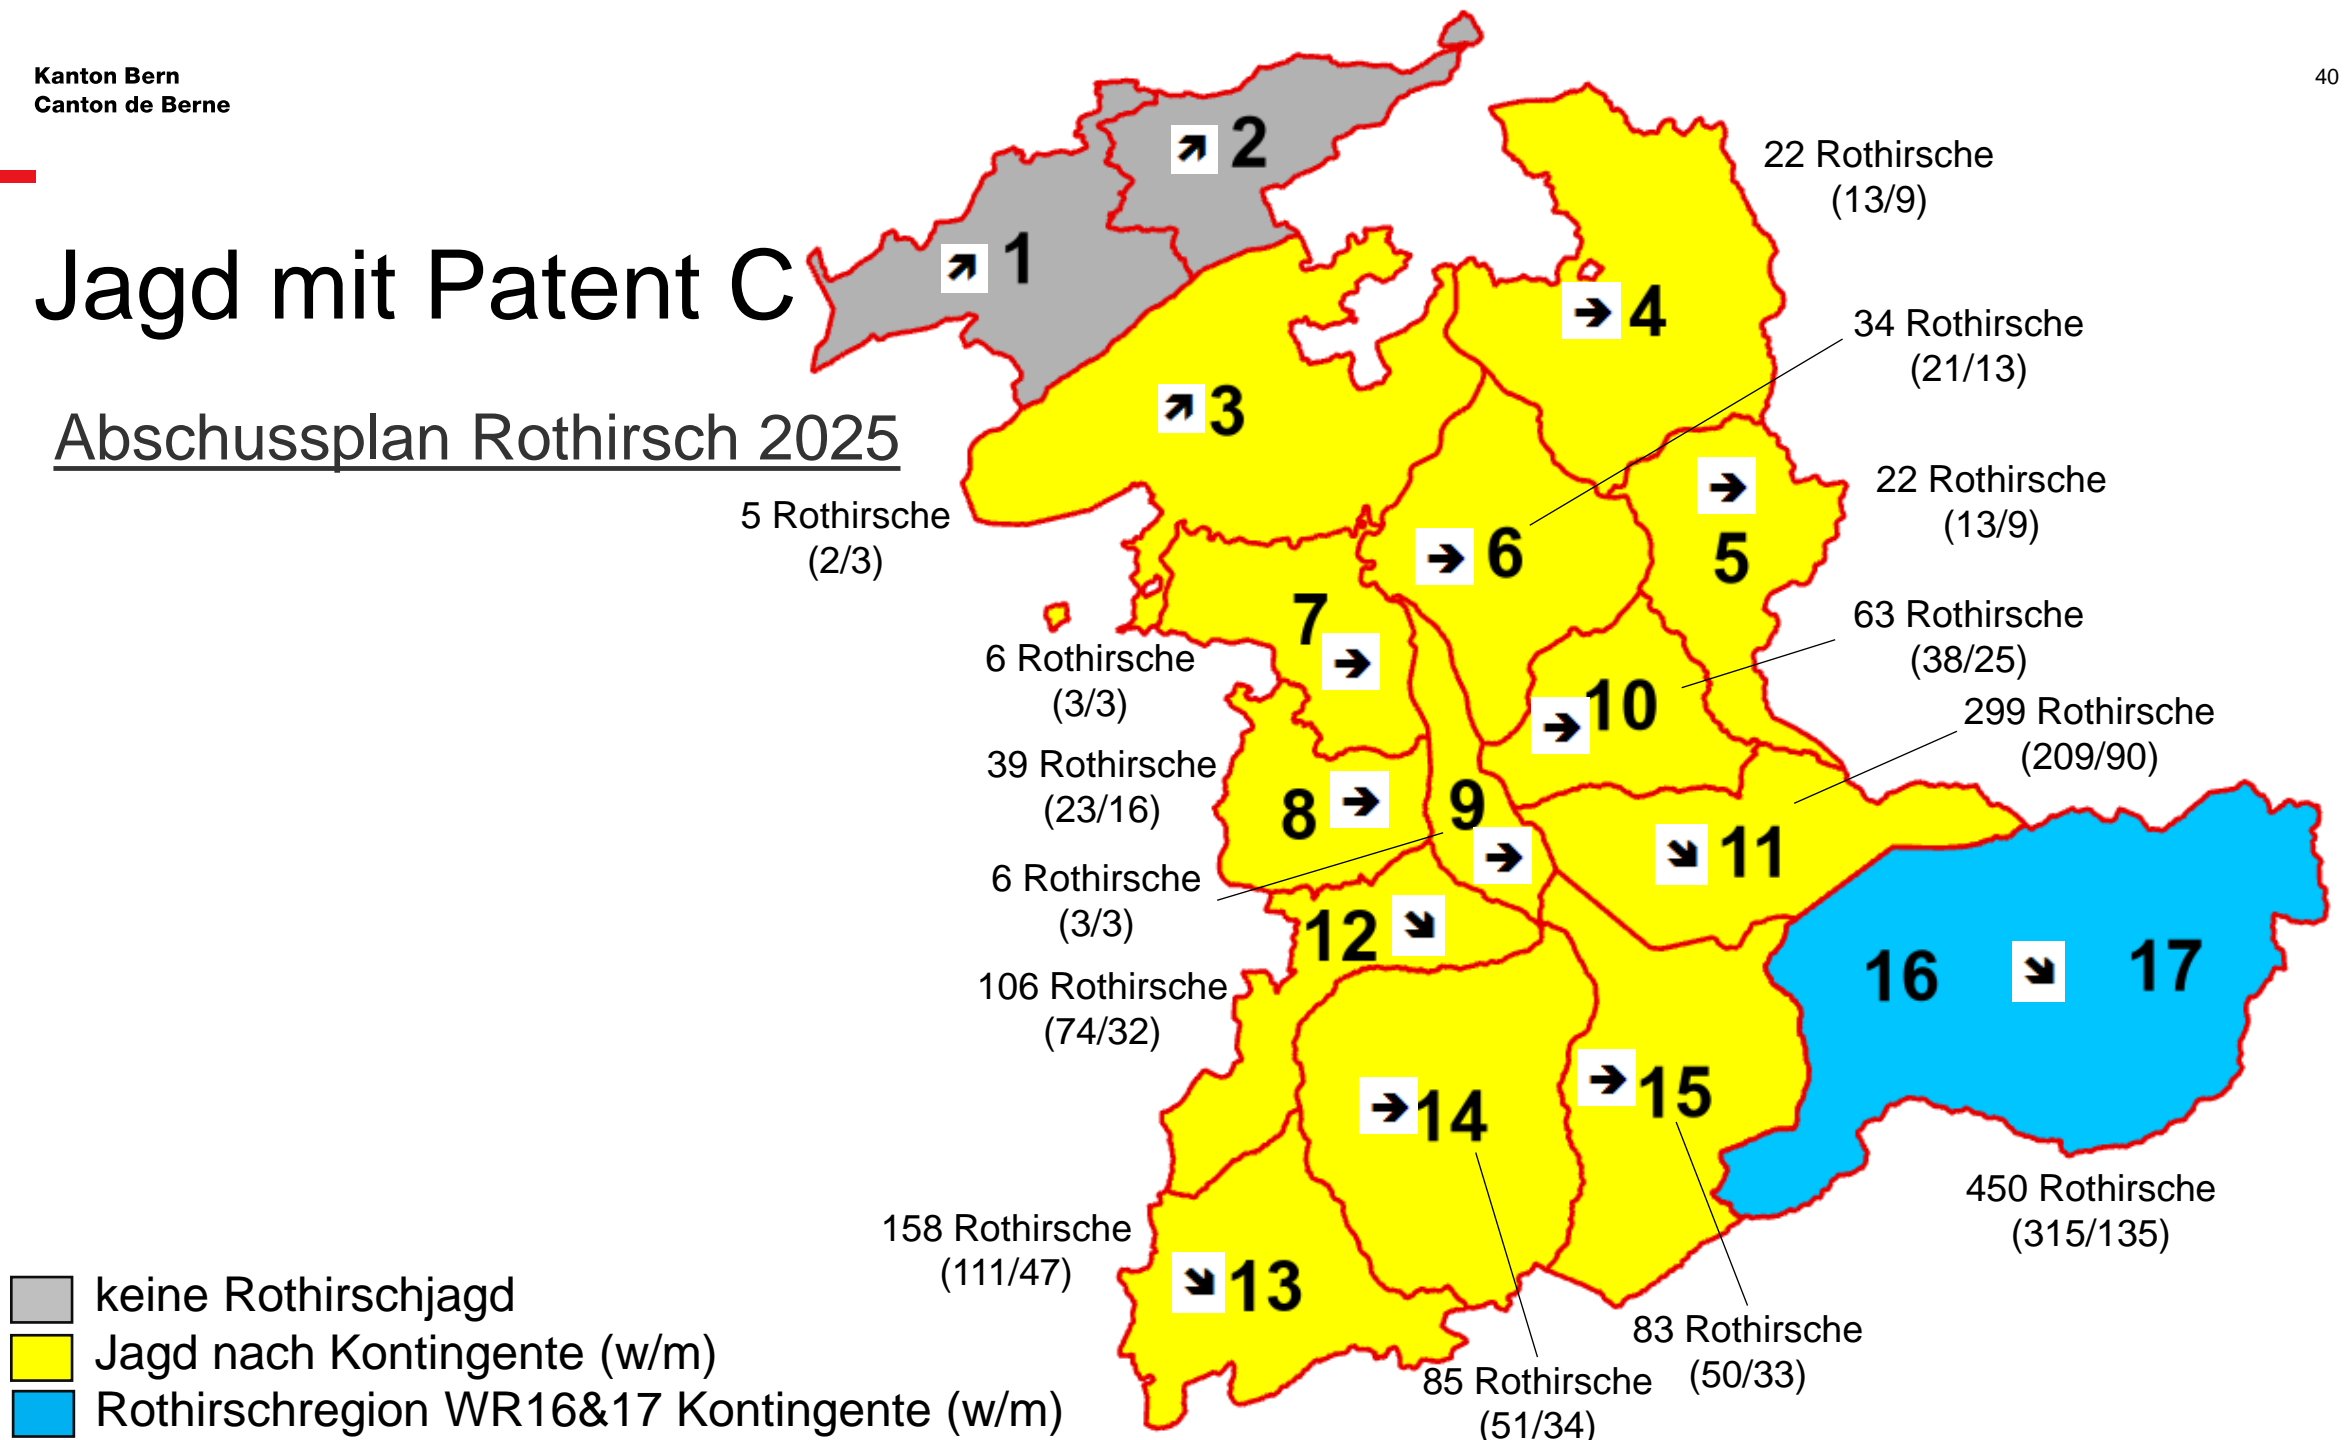 Kanton Bern
Canton de Berne
40
Jagd mit Patent C
Abschussplan Rothirsch 2025
1
2
3
4
5
6
7
8
9
10
11
12
13
14
15
16
17
22 Rothirsche
(13/9)
34 Rothirsche
(21/13)
22 Rothirsche
(13/9)
63 Rothirsche
(38/25)
299 Rothirsche
(209/90)
5 Rothirsche
(2/3)
6 Rothirsche
(3/3)
39 Rothirsche
(23/16)
6 Rothirsche
(3/3)
106 Rothirsche
(74/32)
158 Rothirsche
(111/47)
450 Rothirsche
(315/135)
83 Rothirsche
(50/33)
85 Rothirsche
(51/34)
keine Rothirschjagd
Jagd nach Kontingente (w/m)
Rothirschregion WR16&17 Kontingente (w/m)